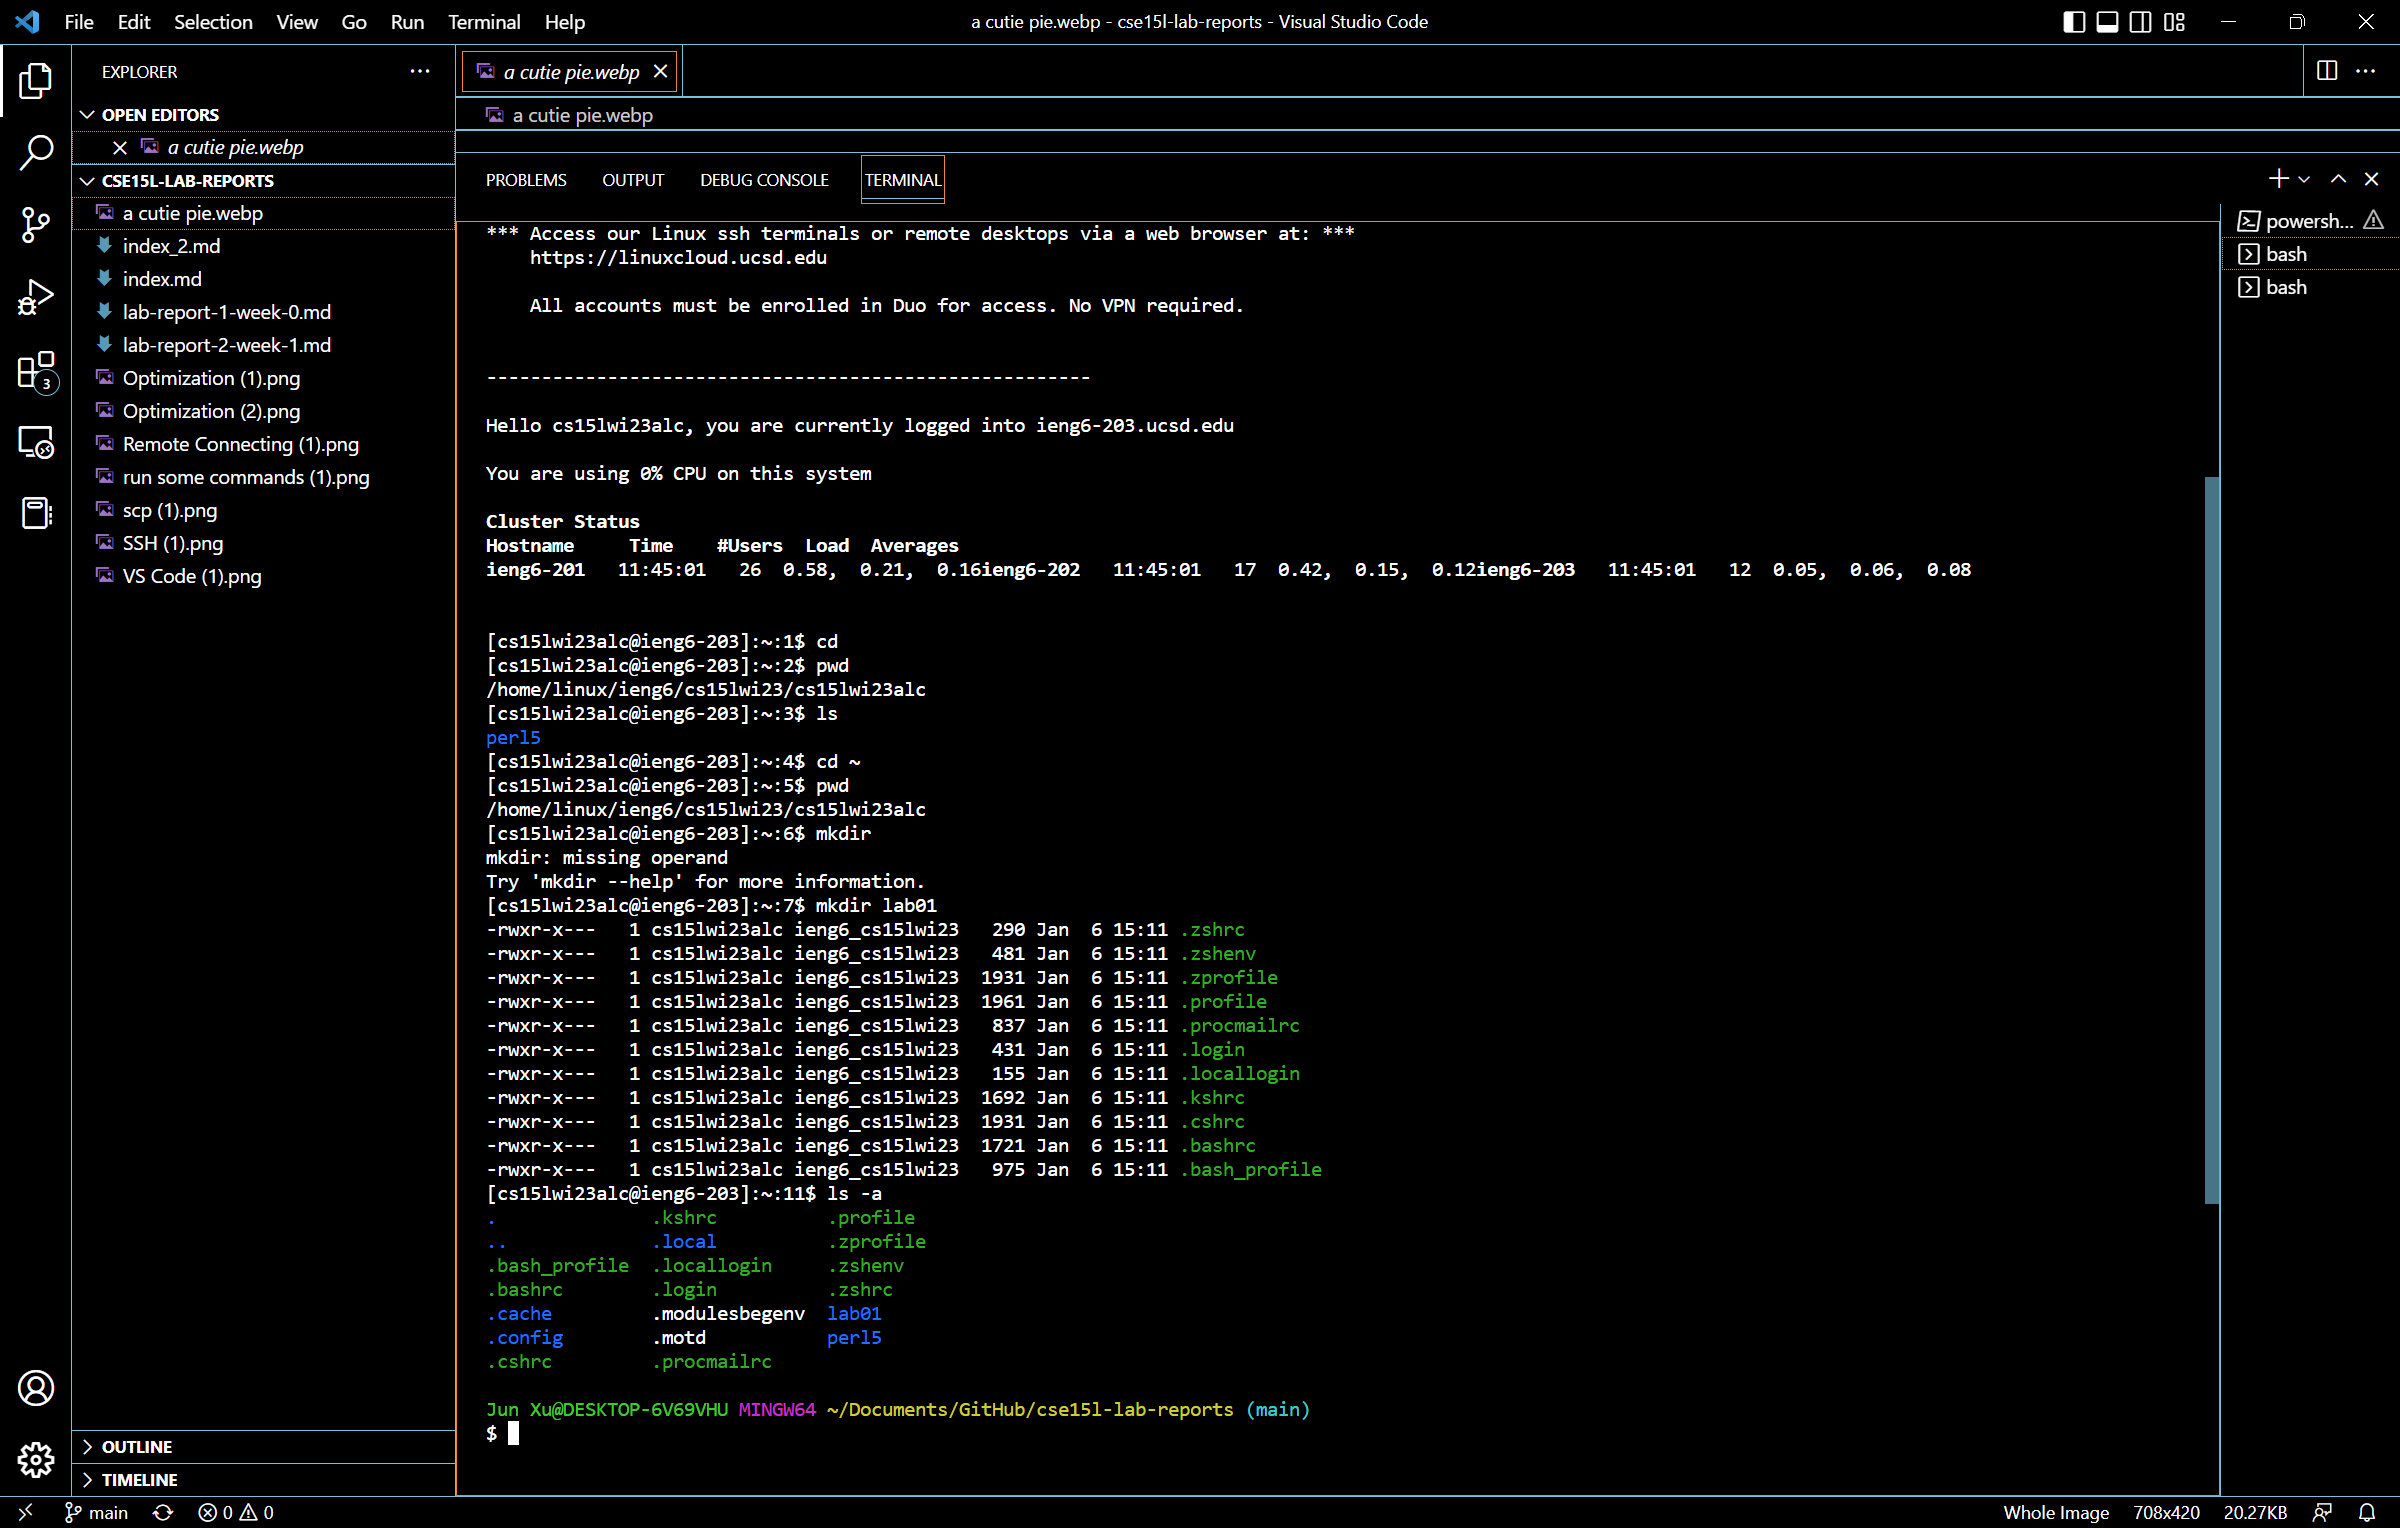 File Edit Selection View Go Run Terminal Help
a cutie pie.webp - cse15l-lab-reports - Visual Studio Code
EXPLORER
OPEN EDITORS
a cutie pie.webp
CSE15L-LAB-REPORTS
a cutie pie.webp
index_2.md
index.md
lab-report-1-week-0.md
lab-report-2-week-1.md
Optimization (1).png
Optimization (2).png
Remote Connecting (1).png
run some commands (1).png
scp (1).png
SSH (1).png
VS Code (1).png
OUTLINE
TIMELINE
3
a cutie pie.webp
a cutie pie.webp
PROBLEMS OUTPUT DEBUG CONSOLE TERMINAL
*** Access our Linux ssh terminals or remote desktops via a web browser at: ***
https://linuxcloud.ucsd.edu
All accounts must be enrolled in Duo for access. No VPN required.
-------------------------------------------------------
Hello cs15lwi23alc, you are currently logged into ieng6-203.ucsd.edu
You are using 0% CPU on this system
Cluster Status
Hostname     Time    #Users  Load  Averages
ieng6-201   11:45:01   26  0.58,  0.21,  0.16ieng6-202   11:45:01   17  0.42,  0.15,  0.12ieng6-203   11:45:01   12  0.05,  0.06,  0.08
[cs15lwi23alc@ieng6-203]:~:1$ cd
[cs15lwi23alc@ieng6-203]:~:2$ pwd
/home/linux/ieng6/cs15lwi23/cs15lwi23alc
[cs15lwi23alc@ieng6-203]:~:3$ ls
perl5
[cs15lwi23alc@ieng6-203]:~:4$ cd ~
[cs15lwi23alc@ieng6-203]:~:5$ pwd
/home/linux/ieng6/cs15lwi23/cs15lwi23alc
[cs15lwi23alc@ieng6-203]:~:6$ mkdir
mkdir: missing operand
Try 'mkdir --help' for more information.
[cs15lwi23alc@ieng6-203]:~:7$ mkdir lab01
-rwxr-x---   1 cs15lwi23alc ieng6_cs15lwi23   290 Jan  6 15:11 .zshrc
-rwxr-x---   1 cs15lwi23alc ieng6_cs15lwi23   481 Jan  6 15:11 .zshenv
-rwxr-x---   1 cs15lwi23alc ieng6_cs15lwi23  1931 Jan  6 15:11 .zprofile
-rwxr-x---   1 cs15lwi23alc ieng6_cs15lwi23  1961 Jan  6 15:11 .profile
-rwxr-x---   1 cs15lwi23alc ieng6_cs15lwi23   837 Jan  6 15:11 .procmailrc
-rwxr-x---   1 cs15lwi23alc ieng6_cs15lwi23   431 Jan  6 15:11 .login
-rwxr-x---   1 cs15lwi23alc ieng6_cs15lwi23   155 Jan  6 15:11 .locallogin
-rwxr-x---   1 cs15lwi23alc ieng6_cs15lwi23  1692 Jan  6 15:11 .kshrc
-rwxr-x---   1 cs15lwi23alc ieng6_cs15lwi23  1931 Jan  6 15:11 .cshrc
-rwxr-x---   1 cs15lwi23alc ieng6_cs15lwi23  1721 Jan  6 15:11 .bashrc
-rwxr-x---   1 cs15lwi23alc ieng6_cs15lwi23   975 Jan  6 15:11 .bash_profile
[cs15lwi23alc@ieng6-203]:~:11$ ls -a
.              .kshrc          .profile
..             .local          .zprofile
.bash_profile  .locallogin     .zshenv
.bashrc        .login          .zshrc
.cache         .modulesbegenv  lab01
.config        .motd           perl5
.cshrc         .procmailrc
Jun Xu@DESKTOP-6V69VHU MINGW64 ~/Documents/GitHub/cse15l-lab-reports (main)
$
powersh...
bash
bash
main 0 0
Whole Image 708x420 20.27KB